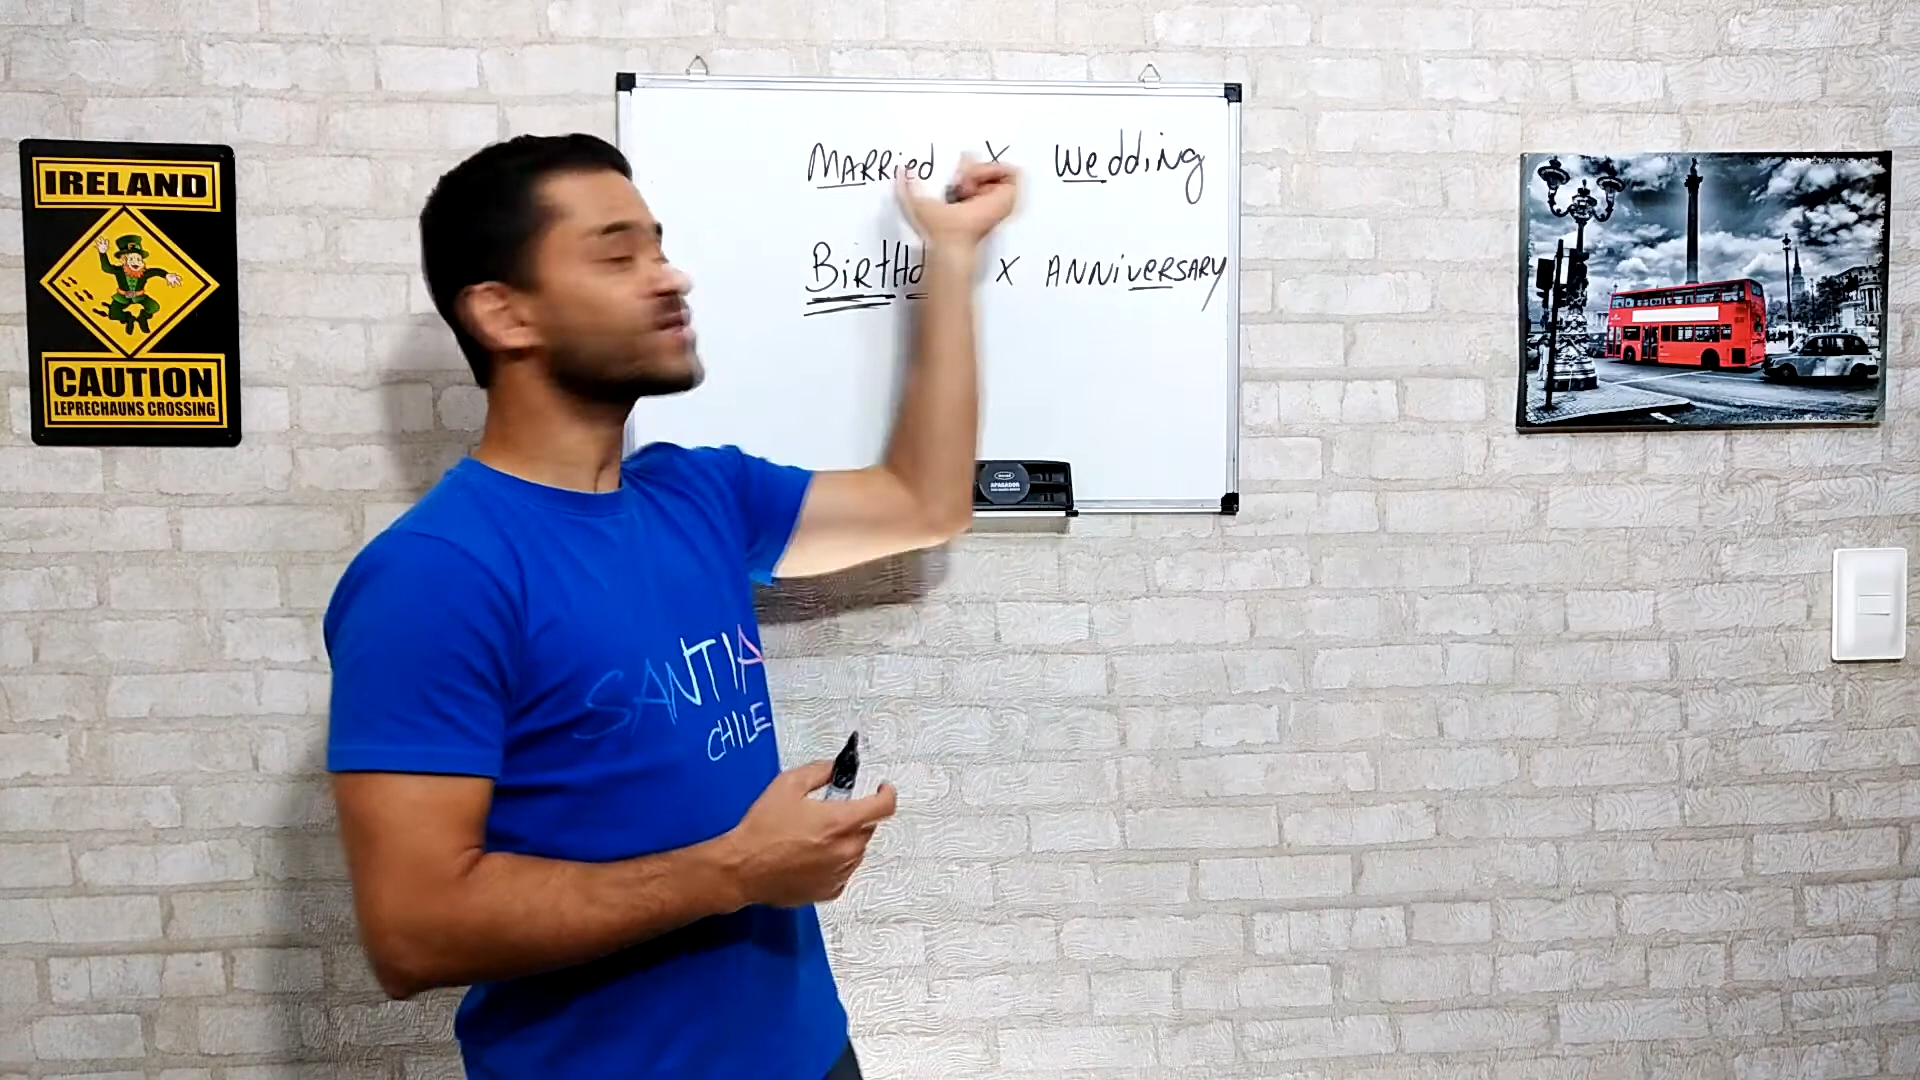 IRELAND
CAUTION
LEPRECHAUNS CROSSING
MARRied X Wedding
BiRtHd X ANNiVeRSARY
APAGADOR
SANTIA
CHILE